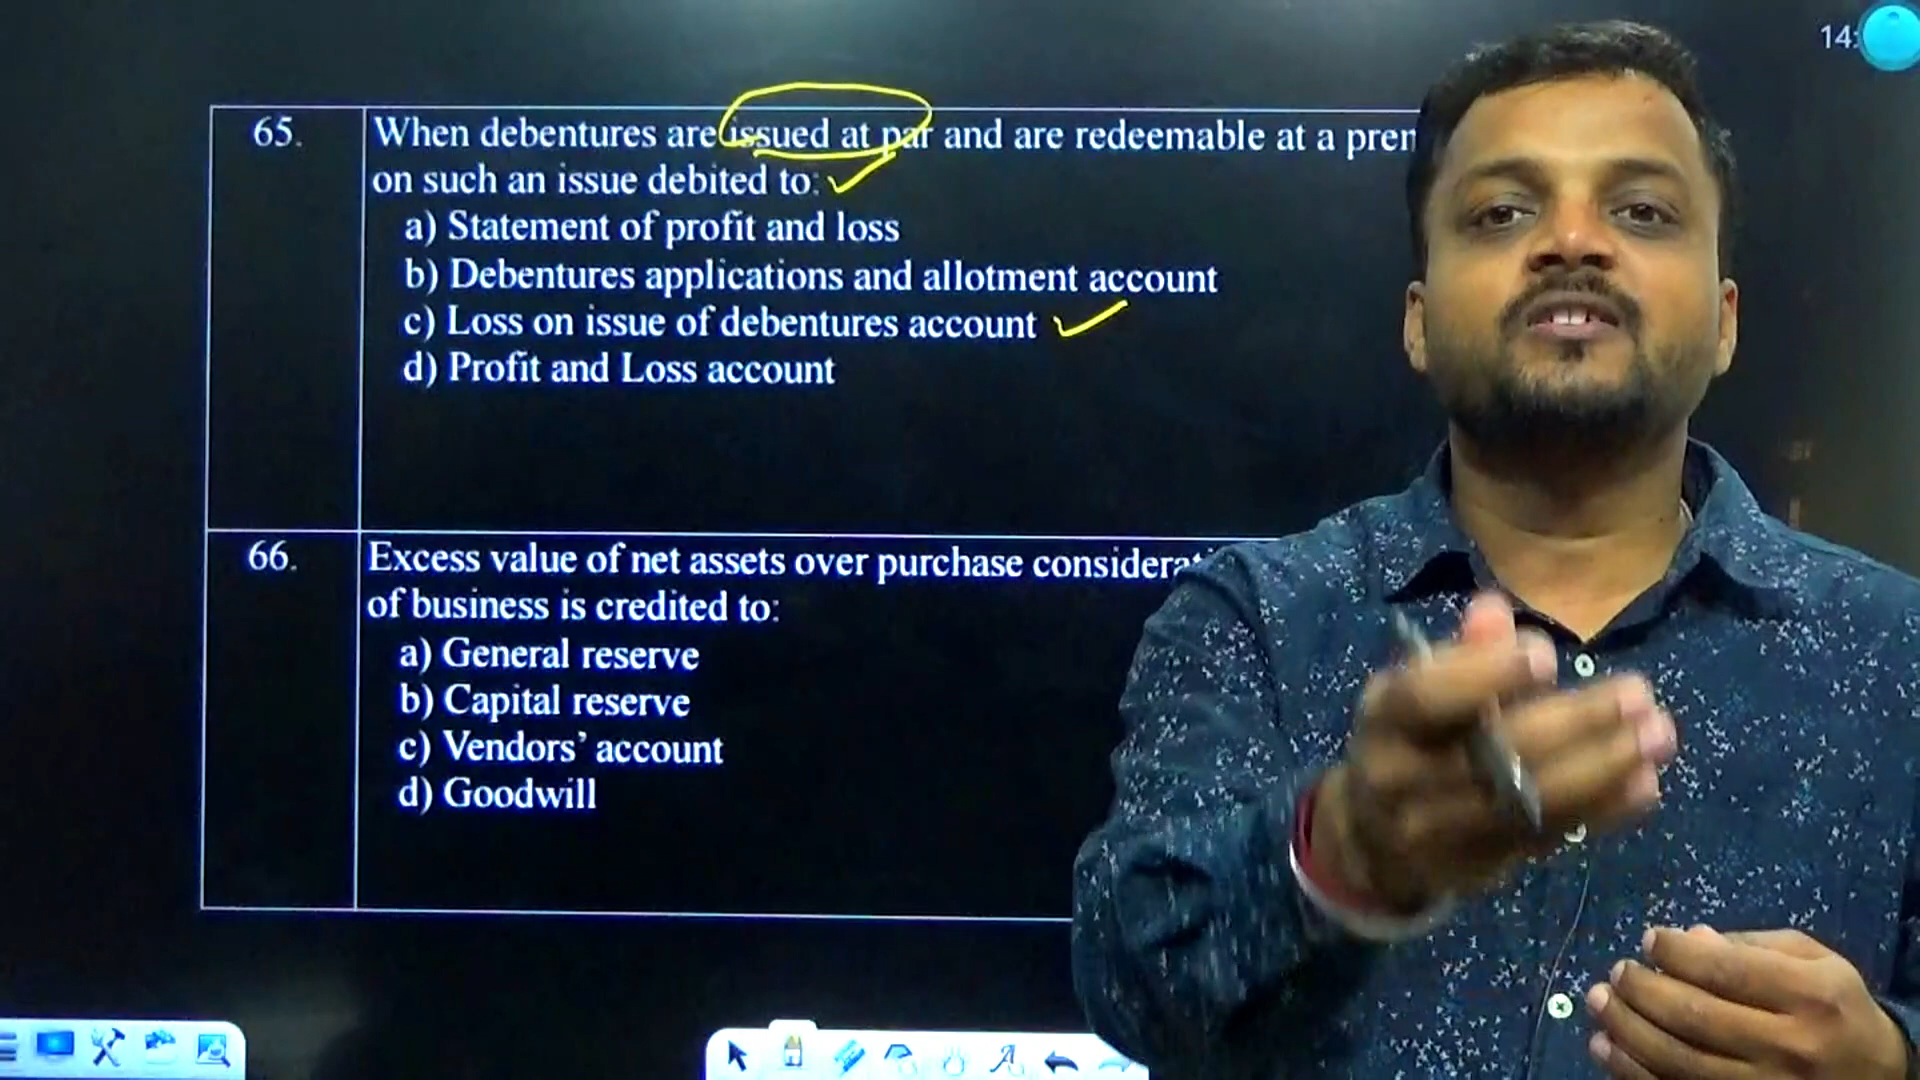 14:
65.
When debentures are issued at par and are redeemable at a
on such an issue debited to:
a) Statement of profit and loss
b) Debentures applications and allotment account
c) Loss on issue of debentures account
d) Profit and Loss account
66.
Excess value of net assets over purchase
of business is credited to:
a) General reserve
b) Capital reserve
c) Vendors' account
d) Goodwill